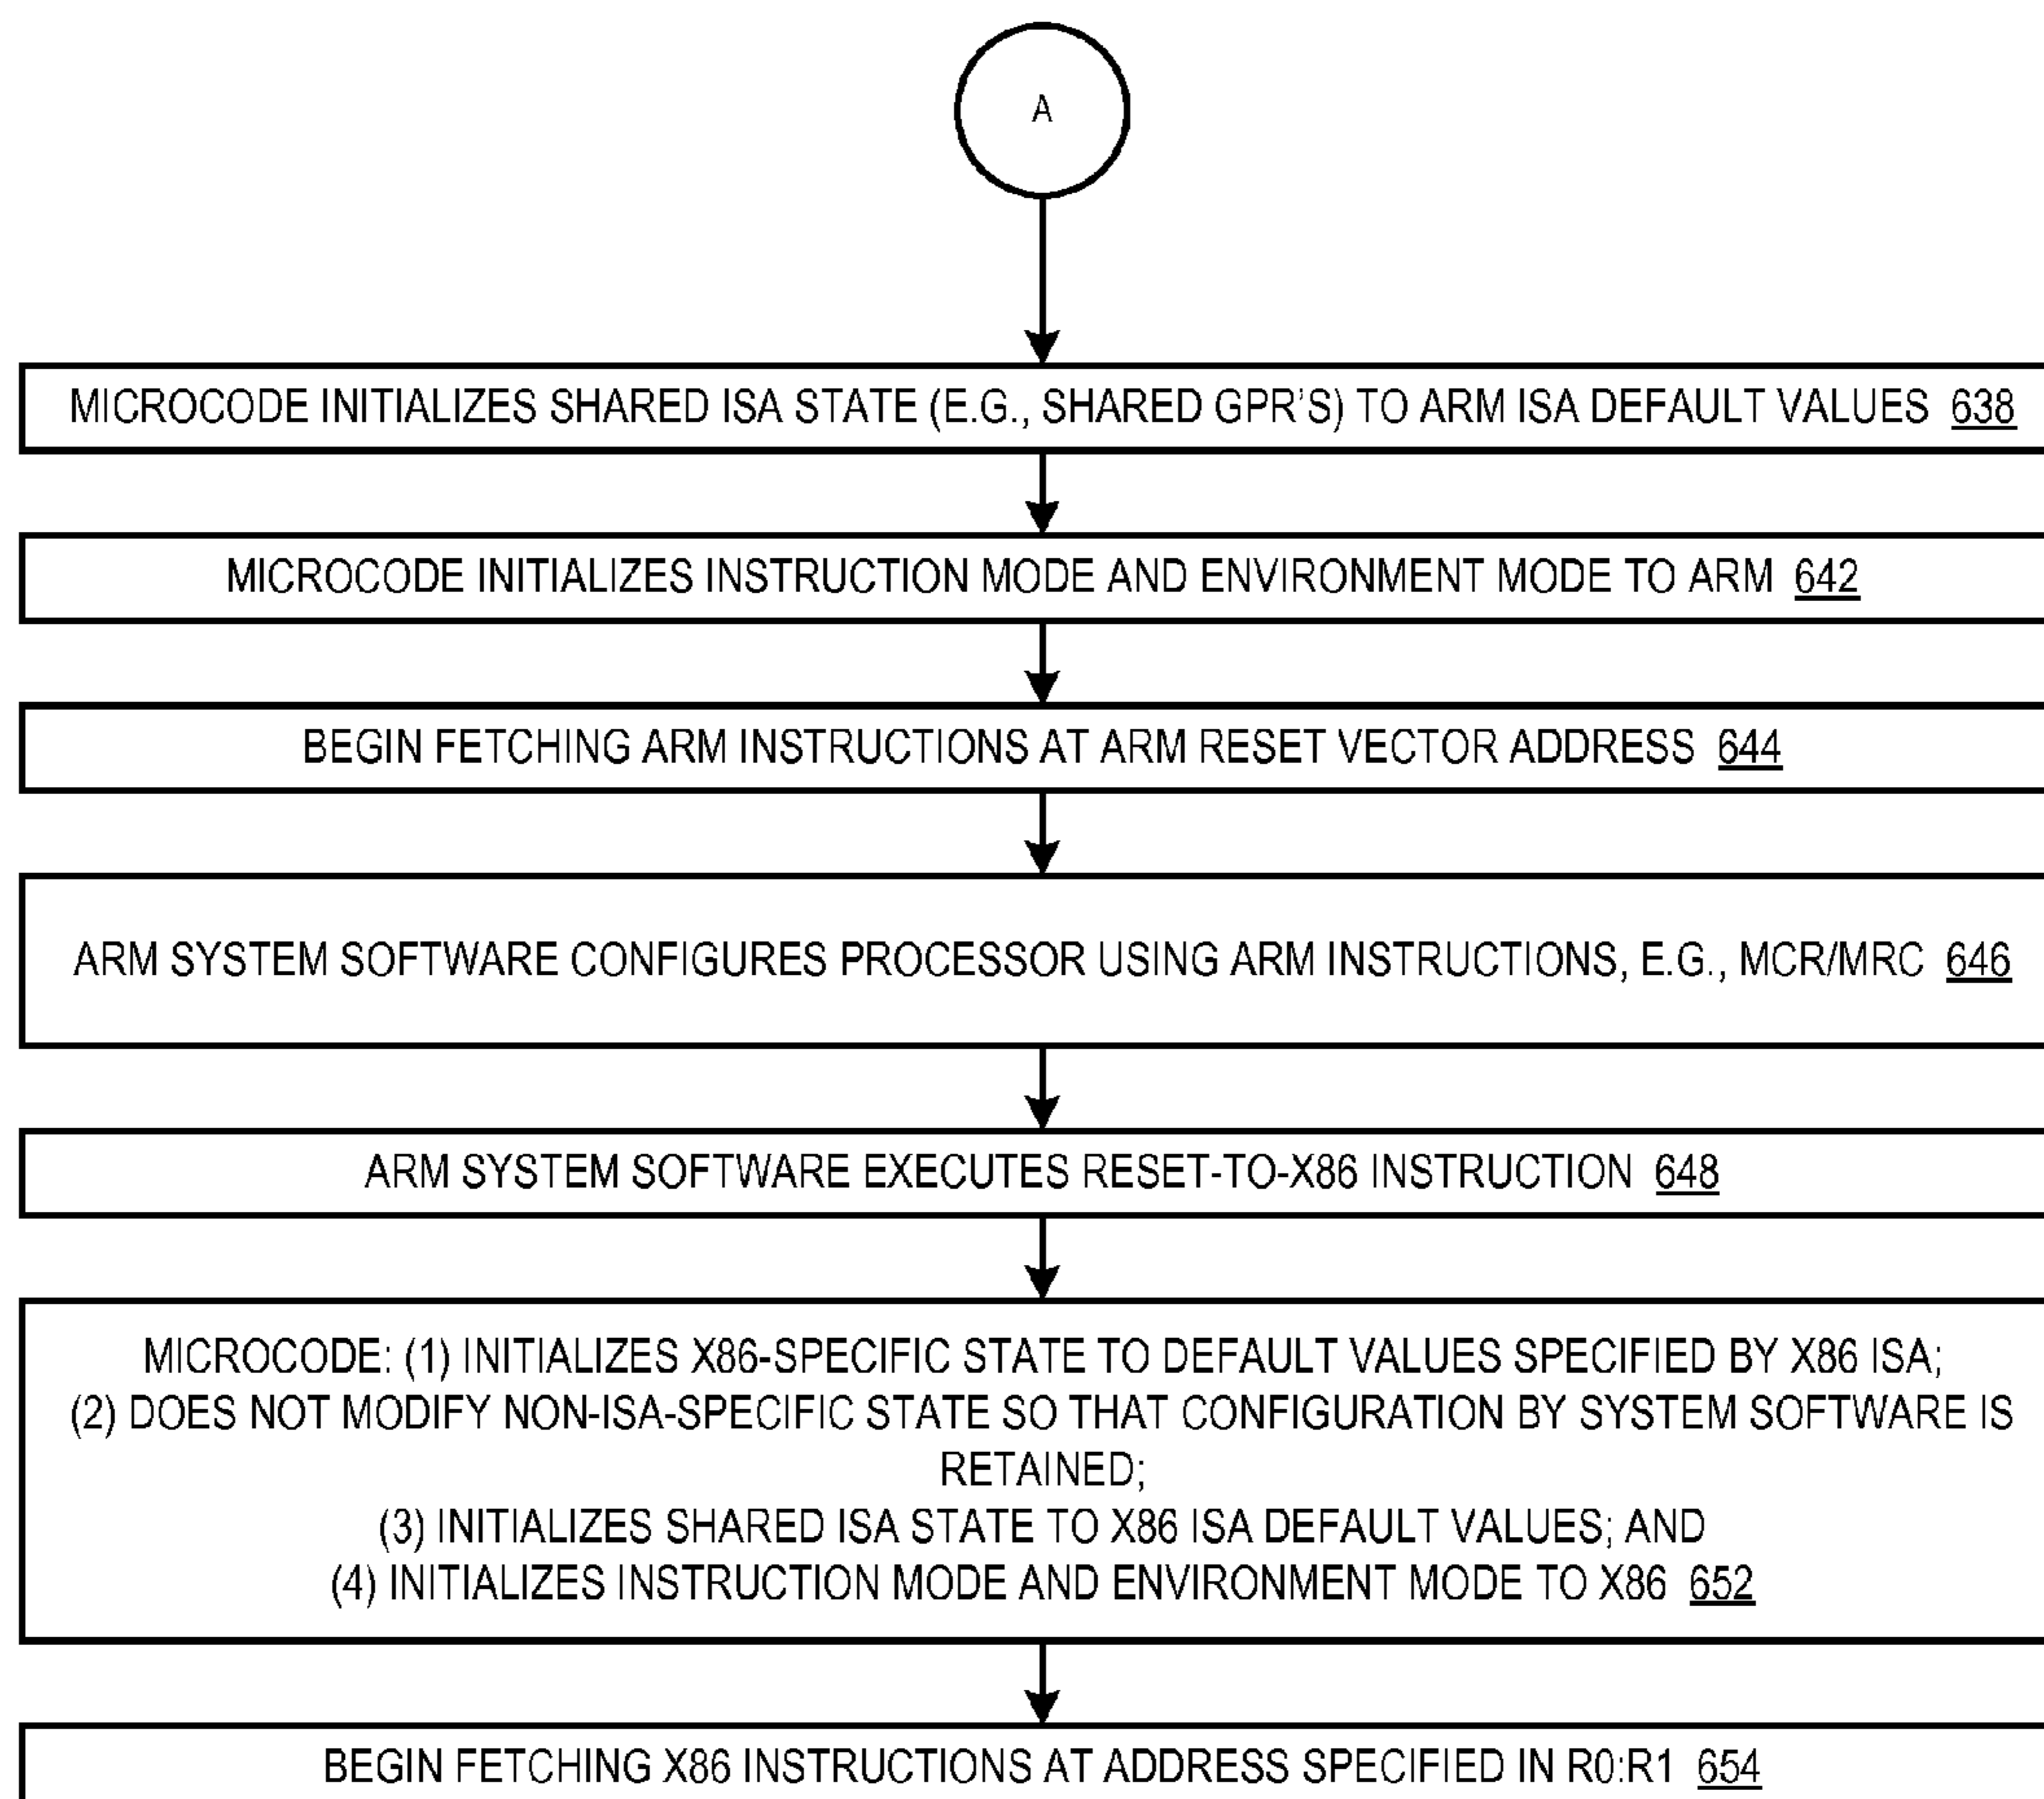 A
MICROCODE INITIALIZES SHARED ISA STATE (E.G., SHARED GPR'S) TO ARM ISA DEFAULT VALUES 638
MICROCODE INITIALIZES INSTRUCTION MODE AND ENVIRONMENT MODE TO ARM 642
BEGIN FETCHING ARM INSTRUCTIONS AT ARM RESET VECTOR ADDRESS 644
ARM SYSTEM SOFTWARE CONFIGURES PROCESSOR USING ARM INSTRUCTIONS, E.G., MCR/MRC 646
ARM SYSTEM SOFTWARE EXECUTES RESET-TO-X86 INSTRUCTION 648
MICROCODE: (1) INITIALIZES X86-SPECIFIC STATE TO DEFAULT VALUES SPECIFIED BY X86 ISA;
(2) DOES NOT MODIFY NON-ISA-SPECIFIC STATE SO THAT CONFIGURATION BY SYSTEM SOFTWARE IS
RETAINED;
(3) INITIALIZES SHARED ISA STATE TO X86 ISA DEFAULT VALUES; AND
(4) INITIALIZES INSTRUCTION MODE AND ENVIRONMENT MODE TO X86 652
BEGIN FETCHING X86 INSTRUCTIONS AT ADDRESS SPECIFIED IN R0:R1 654